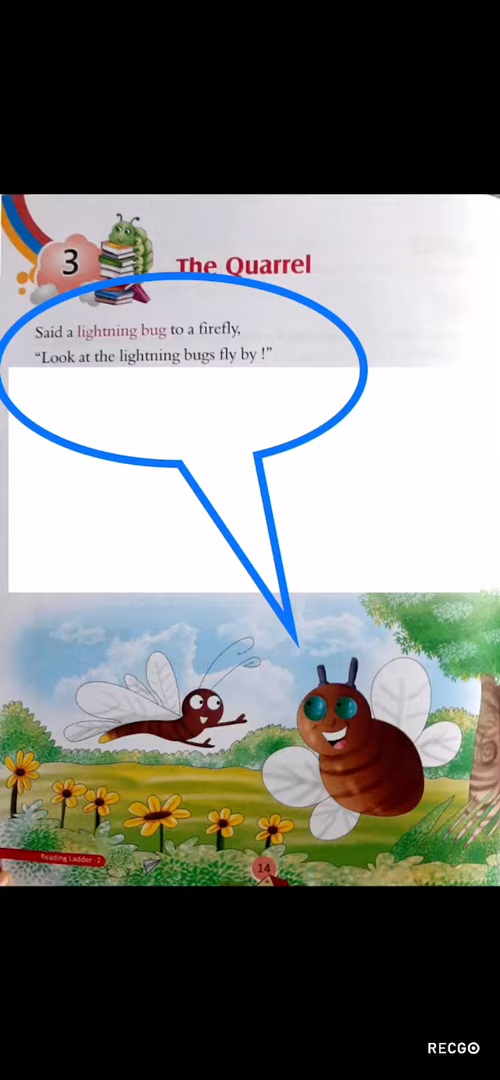 3
The Quarrel
Said a lightning bug to a firefly,
“Look at the lightning bugs fly by !”
Reading Ladder -2
14
RECGO